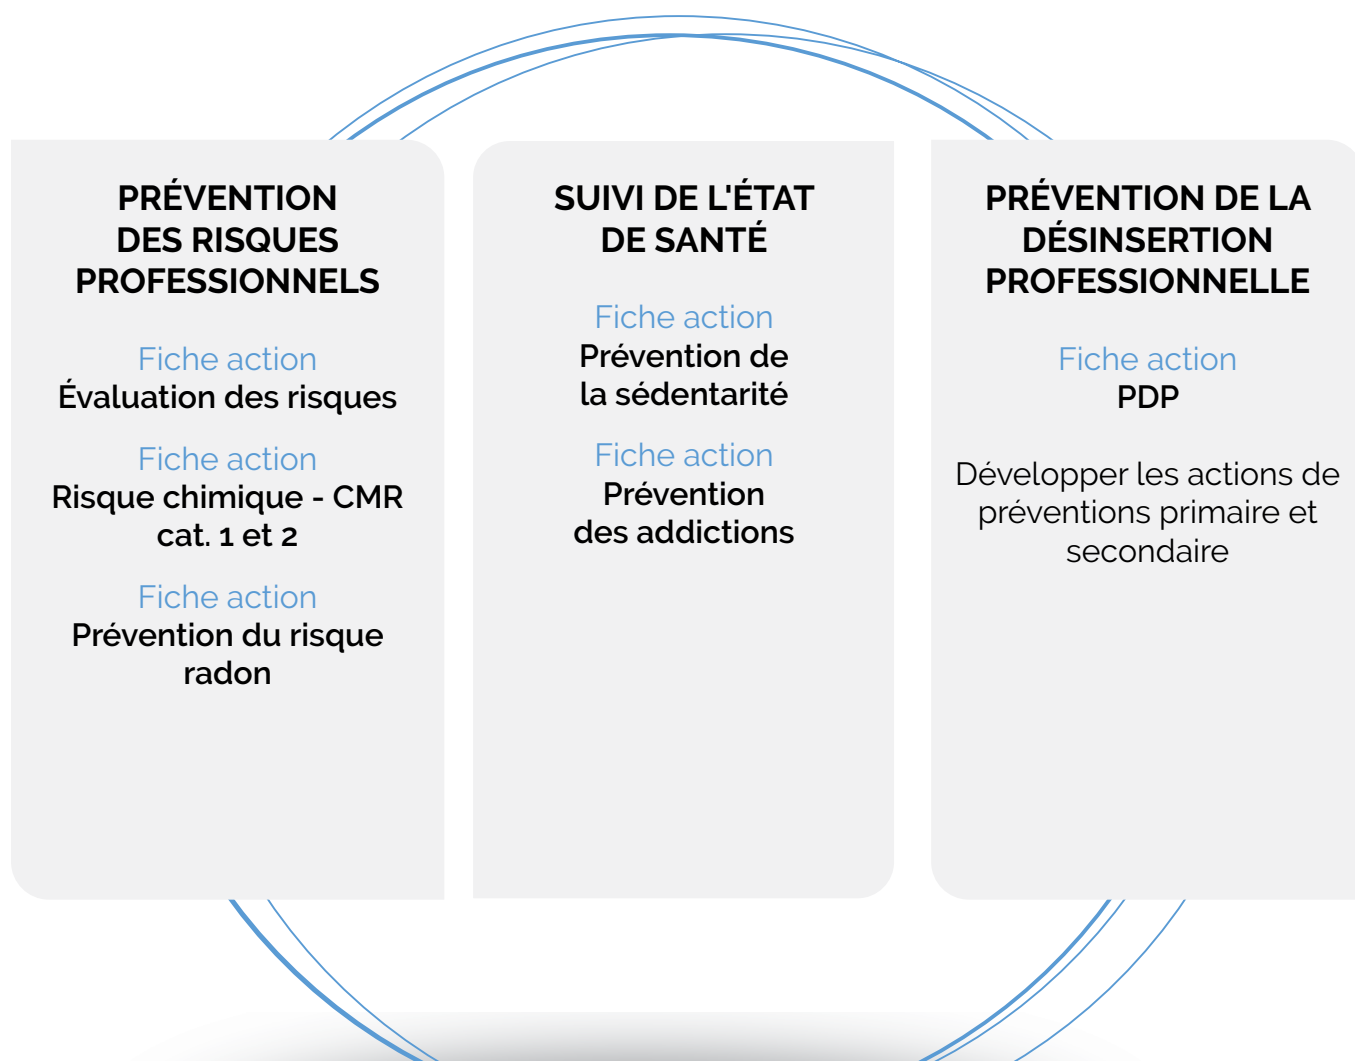 PRÉVENTION
DES RISQUES
PROFESSIONNELS
Fiche action
Évaluation des risques
Fiche action
Risque chimique - CMR
cat. 1 et 2
Fiche action
Prévention du risque
radon
SUIVI DE L'ÉTAT
DE SANTÉ
Fiche action
Prévention de
la sédentarité
Fiche action
Prévention
des addictions
PRÉVENTION DE LA
DÉSINSERTION
PROFESSIONNELLE
Fiche action
PDP
Développer les actions de
préventions primaire et
secondaire